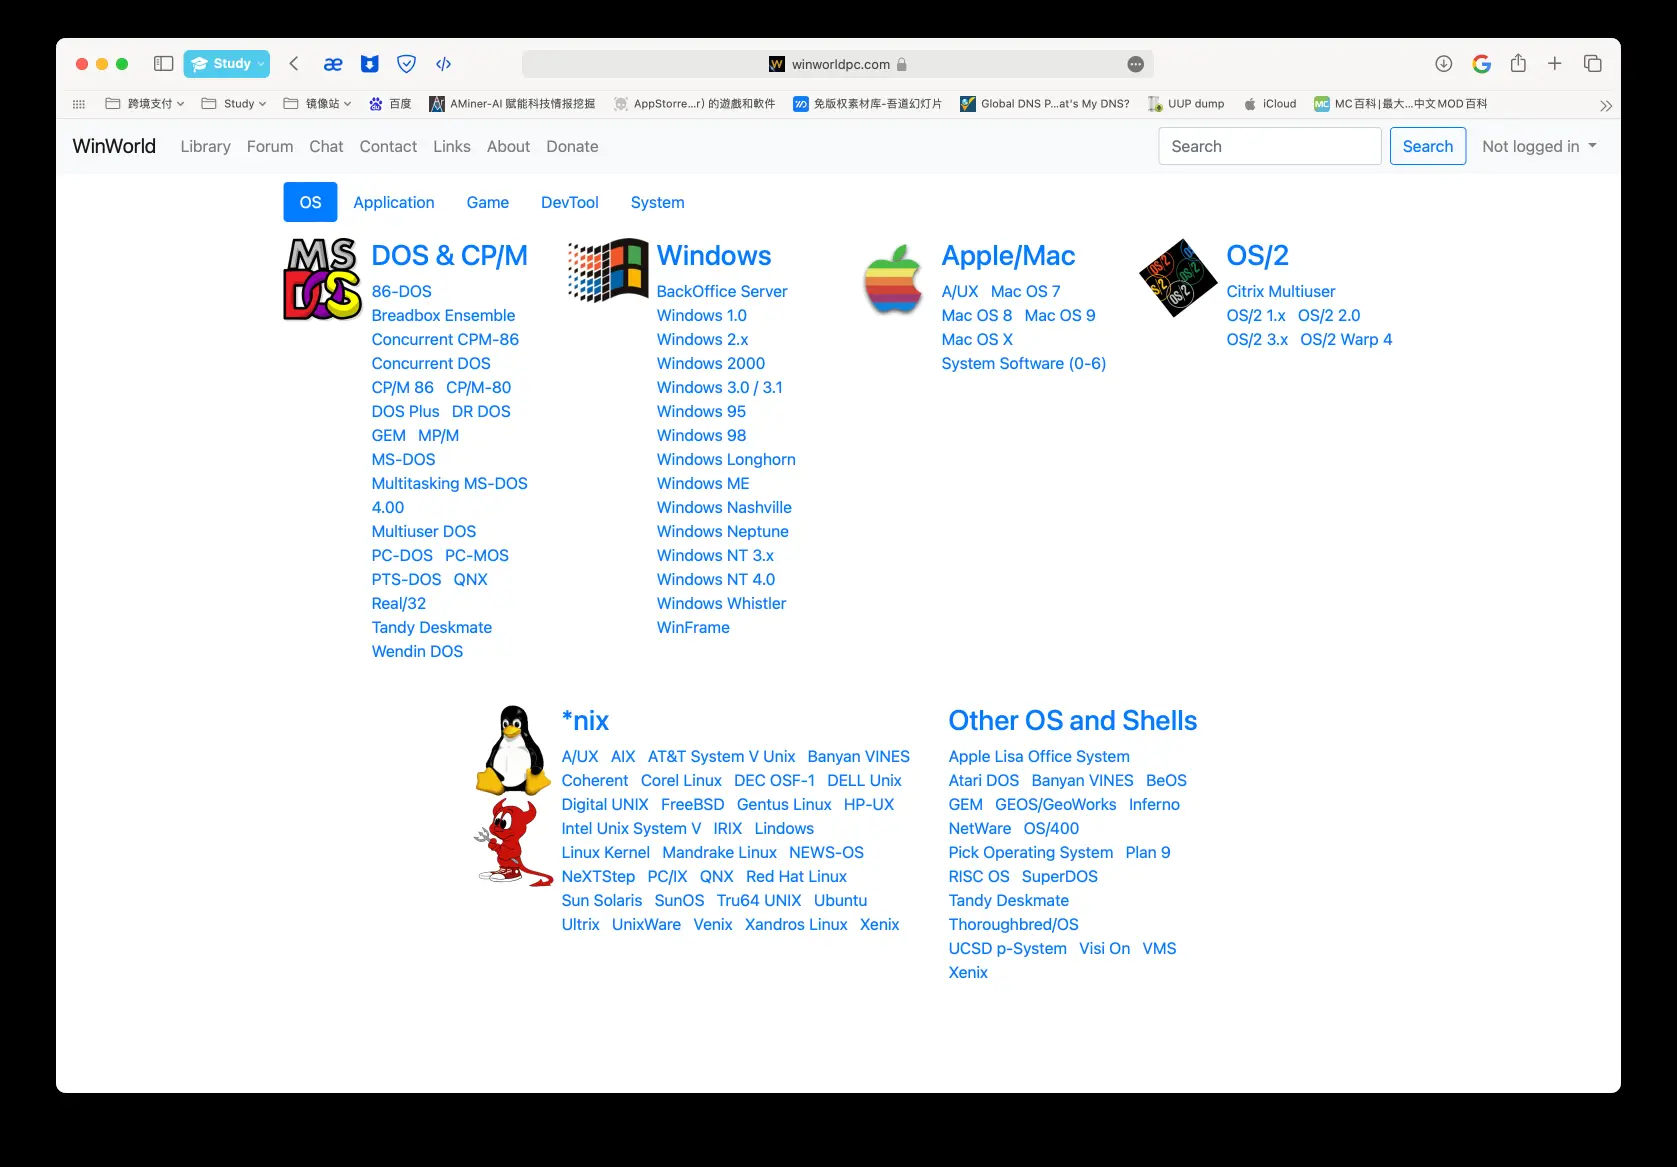 Study
winworldpc.com
跨境支付
Study
镜像站
百度
AMiner-AI 赋能科技情报挖掘
AppStorre...r) 的遊戲和軟件
免版权素材库-吾道幻灯片
Global DNS P...at's My DNS?
UUP dump
iCloud
MC百科|最大...中文MOD百科
WinWorld Library Forum Chat Contact Links About Donate Search Search Not logged in
OS Application Game DevTool System
MS DOS
DOS & CP/M
86-DOS
Breadbox Ensemble
Concurrent CPM-86
Concurrent DOS
CP/M 86 CP/M-80
DOS Plus DR DOS
GEM MP/M
MS-DOS
Multitasking MS-DOS
4.00
Multiuser DOS
PC-DOS PC-MOS
PTS-DOS QNX
Real/32
Tandy Deskmate
Wendin DOS
Windows
BackOffice Server
Windows 1.0
Windows 2.x
Windows 2000
Windows 3.0 / 3.1
Windows 95
Windows 98
Windows Longhorn
Windows ME
Windows Nashville
Windows Neptune
Windows NT 3.x
Windows NT 4.0
Windows Whistler
WinFrame
Apple/Mac
A/UX Mac OS 7
Mac OS 8 Mac OS 9
Mac OS X
System Software (0-6)
OS/2
OS/2
OS/2
OS/2
OS/2
Citrix Multiuser
OS/2 1.x OS/2 2.0
OS/2 3.x OS/2 Warp 4
*nix
A/UX AIX AT&T System V Unix Banyan VINES
Coherent Corel Linux DEC OSF-1 DELL Unix
Digital UNIX FreeBSD Gentus Linux HP-UX
Intel Unix System V IRIX Lindows
Linux Kernel Mandrake Linux NEWS-OS
NeXTStep PC/IX QNX Red Hat Linux
Sun Solaris SunOS Tru64 UNIX Ubuntu
Ultrix UnixWare Venix Xandros Linux Xenix
Other OS and Shells
Apple Lisa Office System
Atari DOS Banyan VINES BeOS
GEM GEOS/GeoWorks Inferno
NetWare OS/400
Pick Operating System Plan 9
RISC OS SuperDOS
Tandy Deskmate
Thoroughbred/OS
UCSD p-System Visi On VMS
Xenix